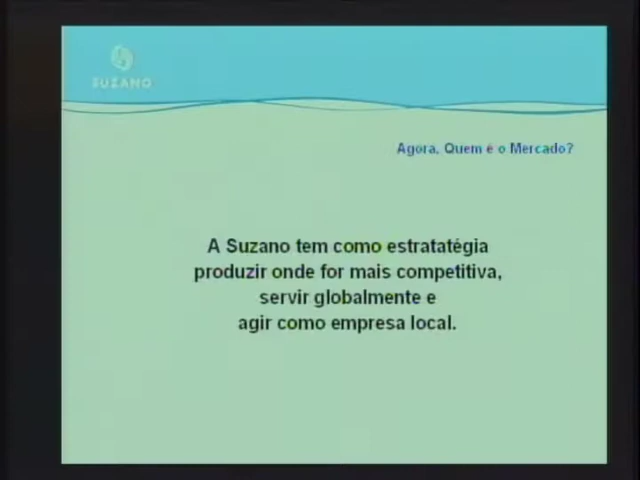 SUZANO
Agora, Quem é o Mercado?
A Suzano tem como estratatégia
produzir onde for mais competitiva,
servir globalmente e
agir como empresa local.